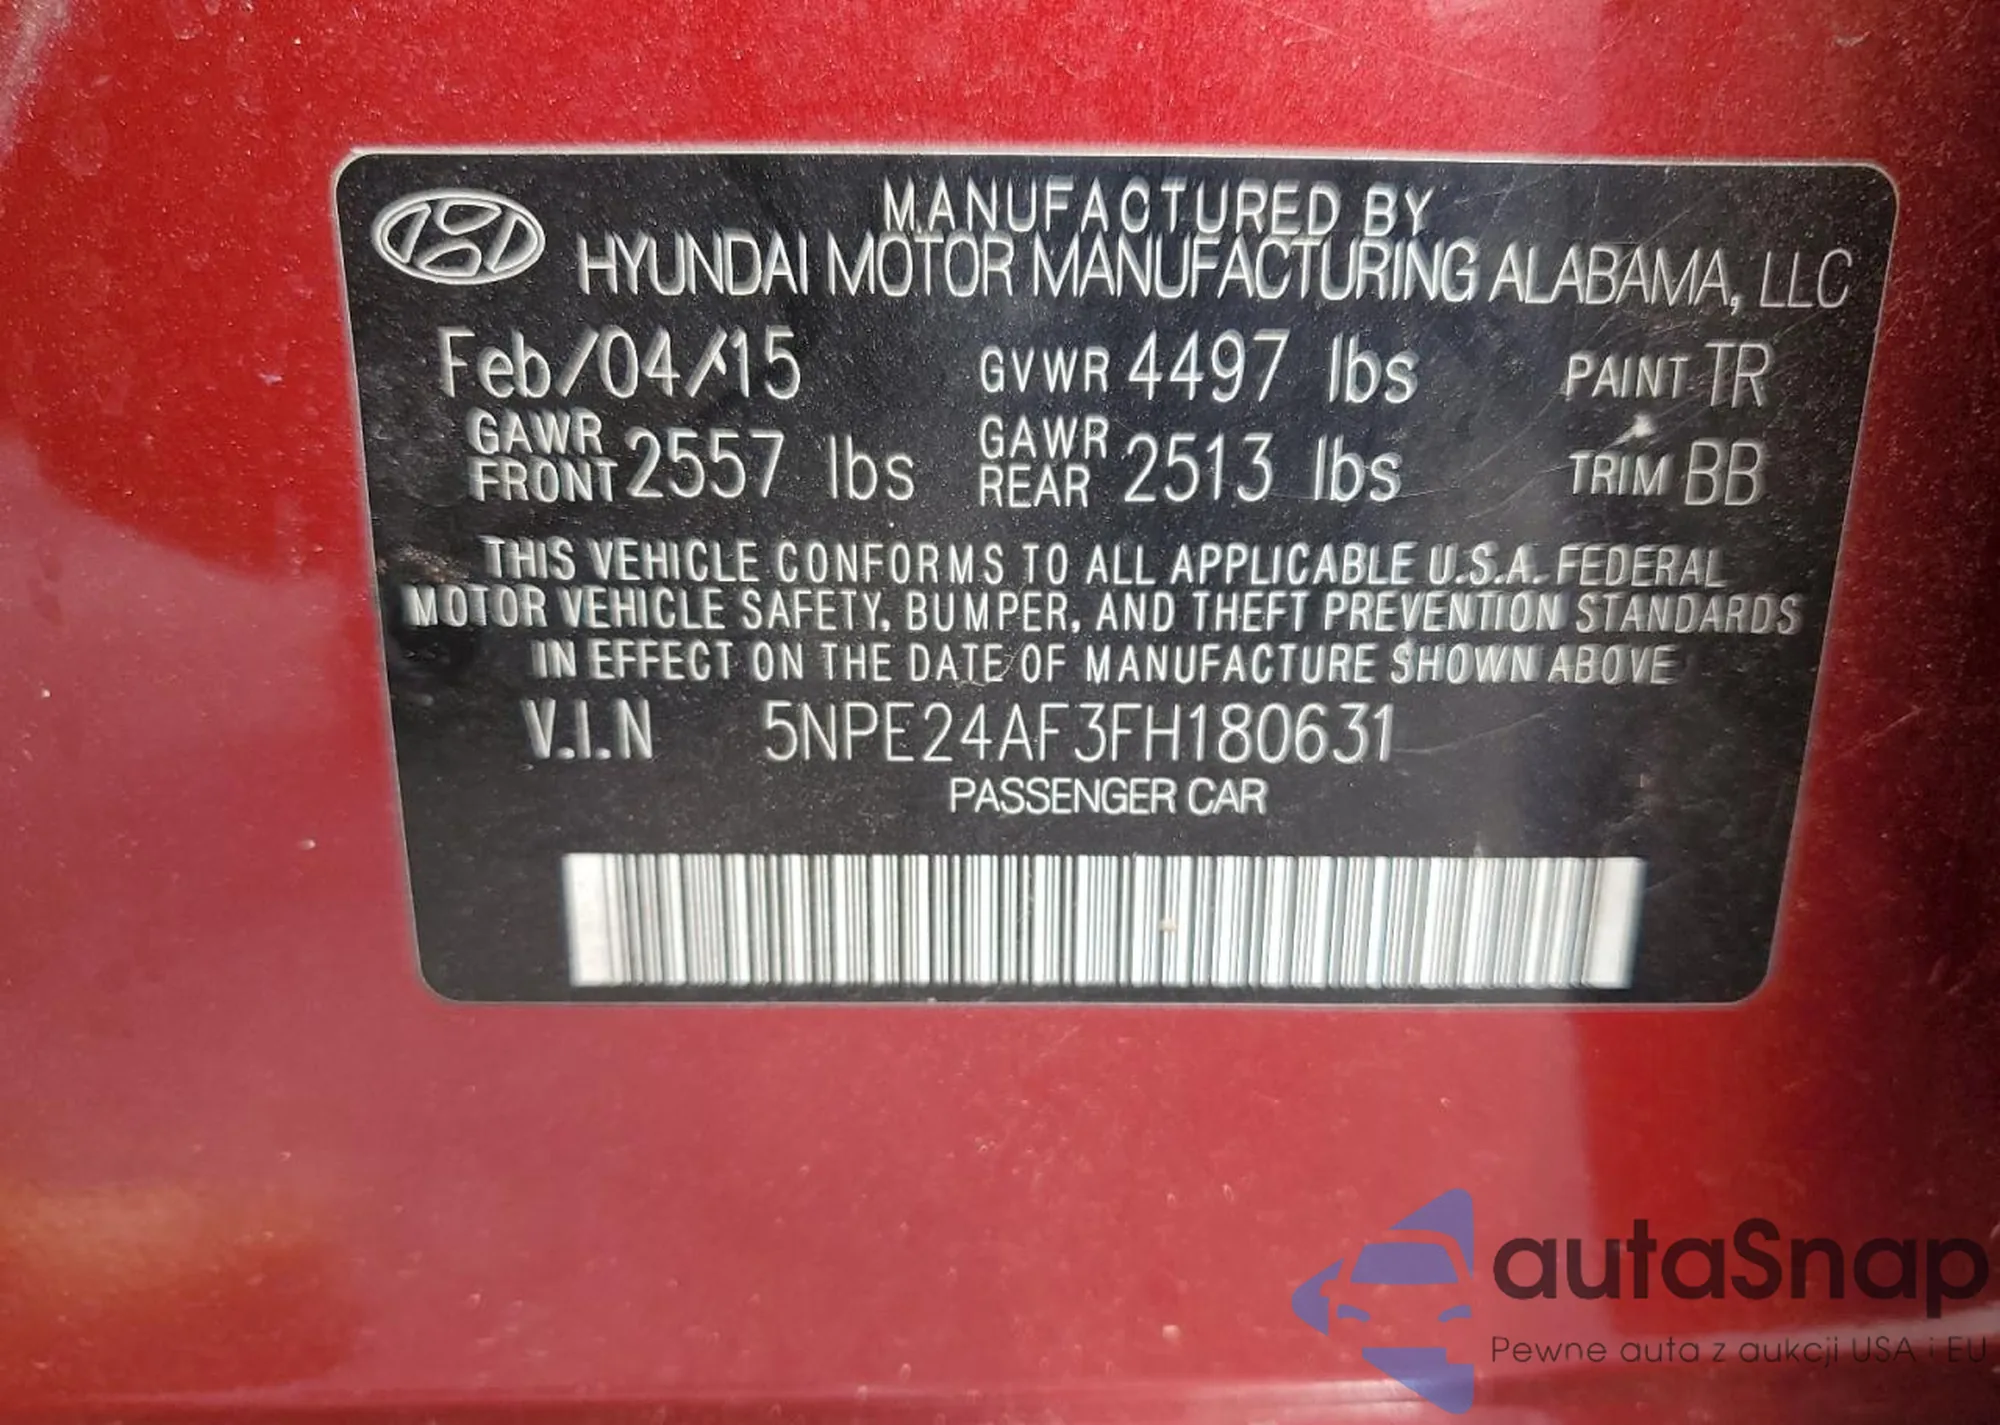 MANUFACTURED BY
HYUNDAI MOTOR MANUFACTURING ALABAMA, LLC
Feb/04/15 GVWR 4497 lbs PAINT TR
GAWR FRONT 2557 lbs GAWR REAR 2513 lbs TRIM BB
THIS VEHICLE CONFORMS TO ALL APPLICABLE U.S.A. FEDERAL
MOTOR VEHICLE SAFETY, BUMPER, AND THEFT PREVENTION STANDARDS
IN EFFECT ON THE DATE OF MANUFACTURE SHOWN ABOVE
V.I.N 5NPE24AF3FH180631
PASSENGER CAR
autaSnap
Pewne auta z aukcji USA i EU